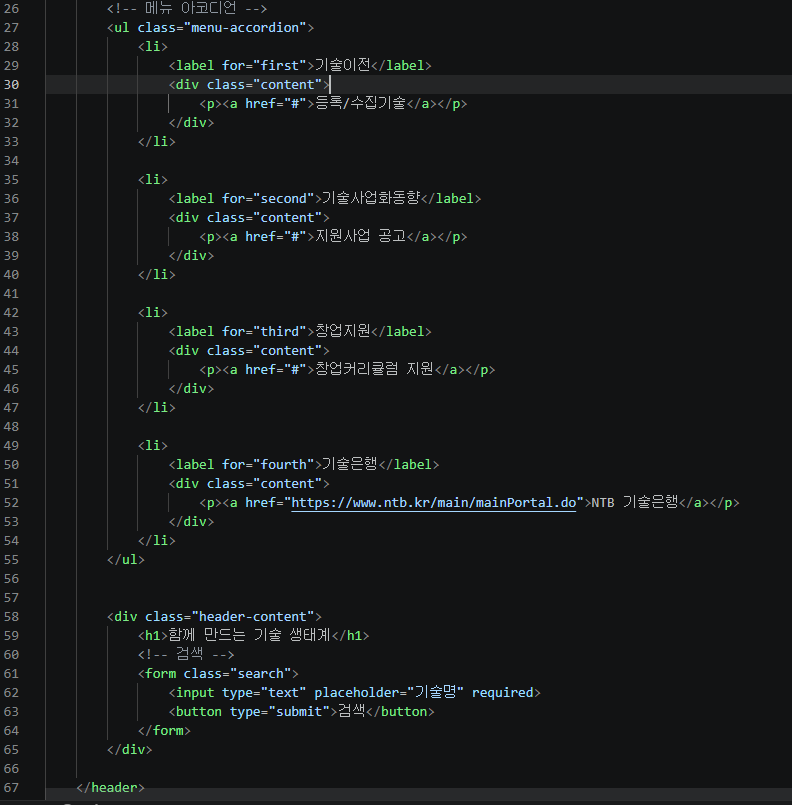 26 <!-- 메뉴 아코디언 -->
27 <ul class="menu-accordion">
28 <li>
29 <label for="first">기술이전</label>
30 <div class="content">
31 <p><a href="#">등록/수집기술</a></p>
32 </div>
33 </li>
34
35 <li>
36 <label for="second">기술사업화동향</label>
37 <div class="content">
38 <p><a href="#">지원사업 공고</a></p>
39 </div>
40 </li>
41
42 <li>
43 <label for="third">창업지원</label>
44 <div class="content">
45 <p><a href="#">창업커리큘럼 지원</a></p>
46 </div>
47 </li>
48
49 <li>
50 <label for="fourth">기술은행</label>
51 <div class="content">
52 <p><a href="https://www.ntb.kr/main/mainPortal.do">NTB 기술은행</a></p>
53 </div>
54 </li>
55 </ul>
56
57
58 <div class="header-content">
59 <h1>함께 만드는 기술 생태계</h1>
60 <!-- 검색 -->
61 <form class="search">
62 <input type="text" placeholder="기술명" required>
63 <button type="submit">검색</button>
64 </form>
65 </div>
66
67 </header>